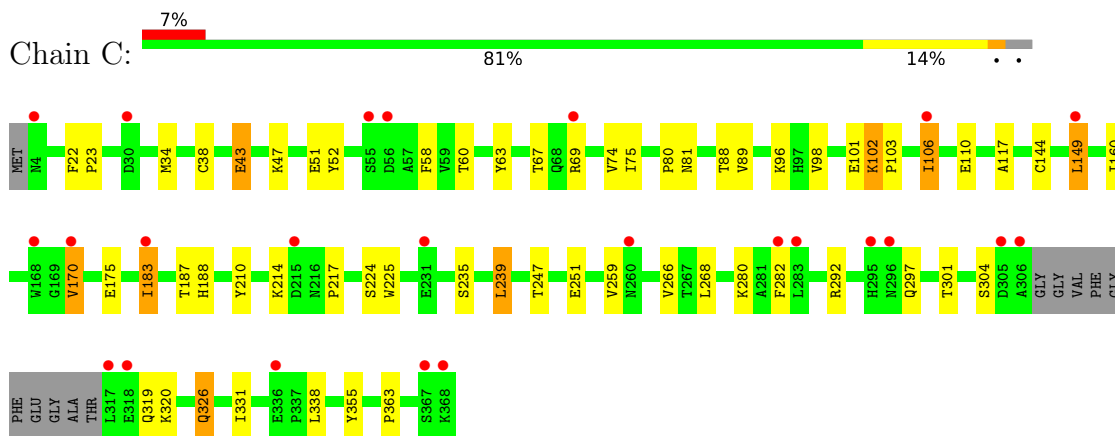 7%
Chain C:
81% 14% • •
MET N4 F22 P23 D30 M34 C38 E43 K47 E51 Y52 S55 D56 A57 F58 V59 T60 Y63 T67 Q68 R69 V74 I75 P80 N81 T88 V89 K96 H97 V98 E101 K102 P103 I106 E110 A117 C144 L149 I160
W168 G169 V170 E175 I183 T187 H188 Y210 K214 D215 N216 P217 S224 W225 E231 S235 L239 T247 E251 V259 N260 V266 T267 L268 K280 A281 F282 L283 R292 H295 N296 Q297 T301 S304 D305 A306 GLY GLY VAL PHE GLY
PHE GLU GLY ALA THR L317 E318 Q319 K320 Q326 I331 E336 P337 L338 Y355 P363 S367 K368